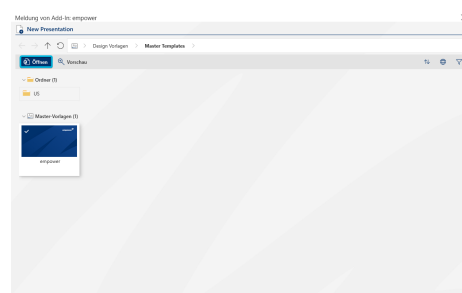 Meldung von Add-In: empower
New Presentation
Design Vorlagen > Master Templates >
Öffnen Vorschau
Ordner (1)
US
Master-Vorlagen (1)
empower